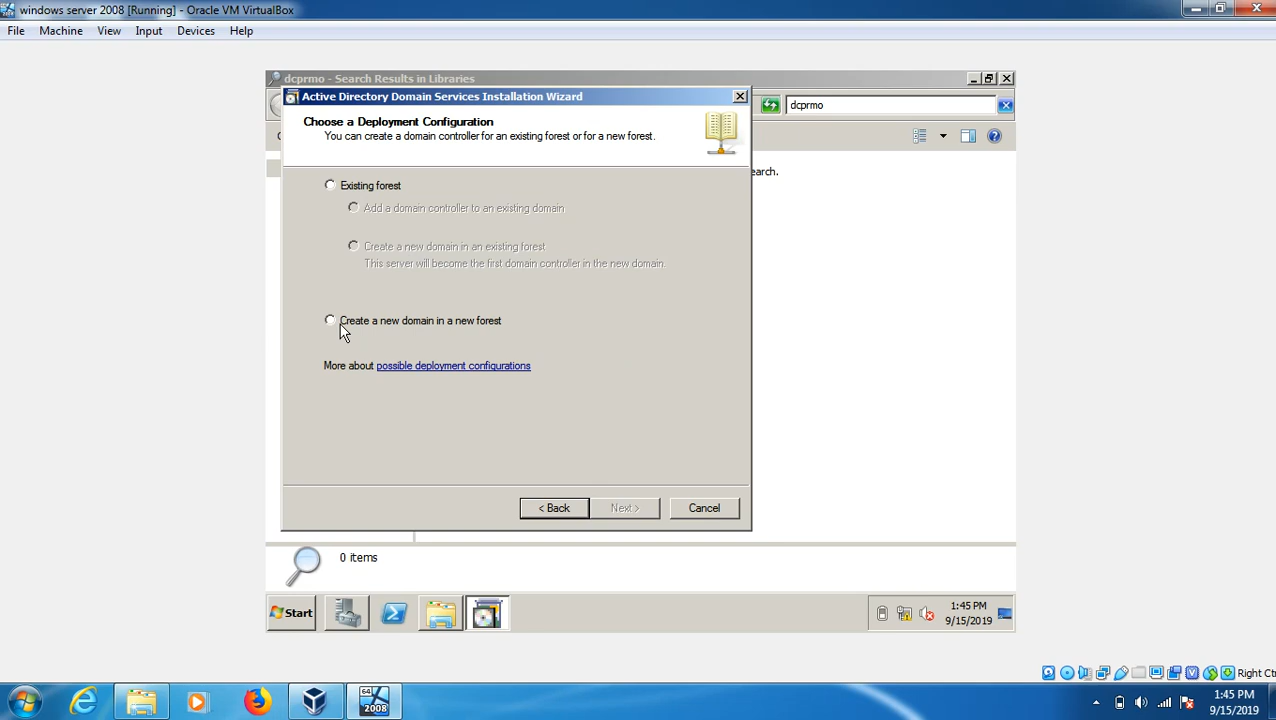 windows server 2008 [Running] - Oracle VM VirtualBox
File Machine View Input Devices Help
dcprmo - Search Results in Libraries
Active Directory Domain Services Installation Wizard
dcprmo
Choose a Deployment Configuration
You can create a domain controller for an existing forest or for a new forest.
earch.
Existing forest
Add a domain controller to an existing domain
Create a new domain in an existing forest
This server will become the first domain controller in the new domain.
Create a new domain in a new forest
More about possible deployment configurations
< Back Next > Cancel
0 items
Start
1:45 PM
9/15/2019
Right Ct
64
2008
1:45 PM
9/15/2019